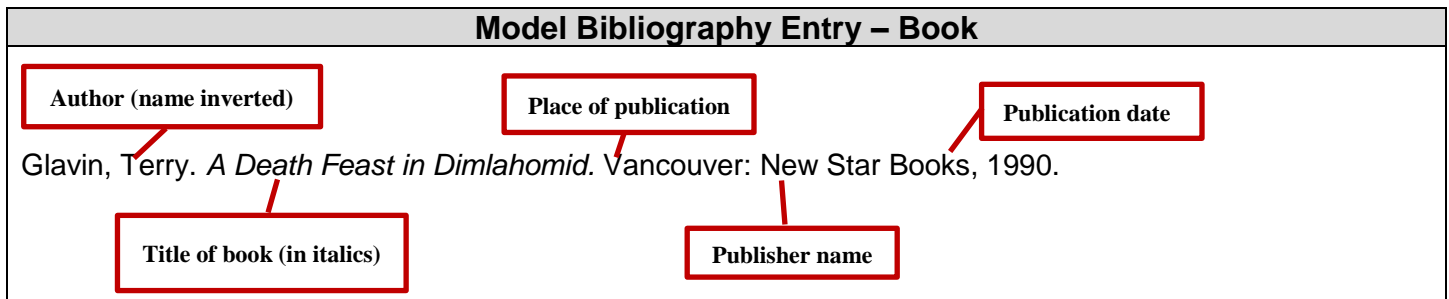 Model Bibliography Entry – Book
Author (name inverted)
Place of publication
Publication date
Glavin, Terry. A Death Feast in Dimlahomid. Vancouver: New Star Books, 1990.
Title of book (in italics)
Publisher name